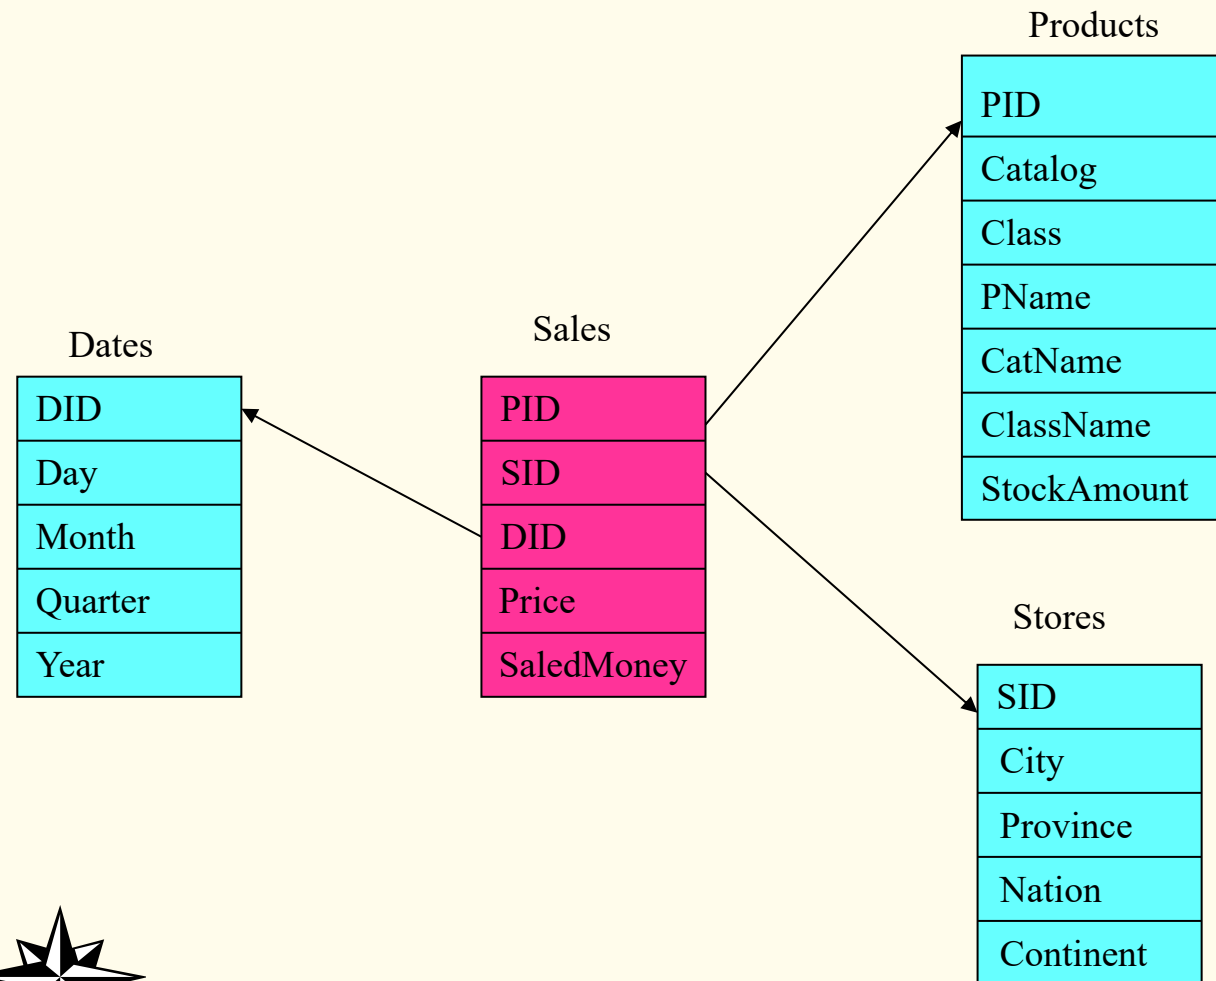 Products
PID
Catalog
Class
PName
CatName
ClassName
StockAmount
Dates
DID
Day
Month
Quarter
Year
Sales
PID
SID
DID
Price
SaledMoney
Stores
SID
City
Province
Nation
Continent